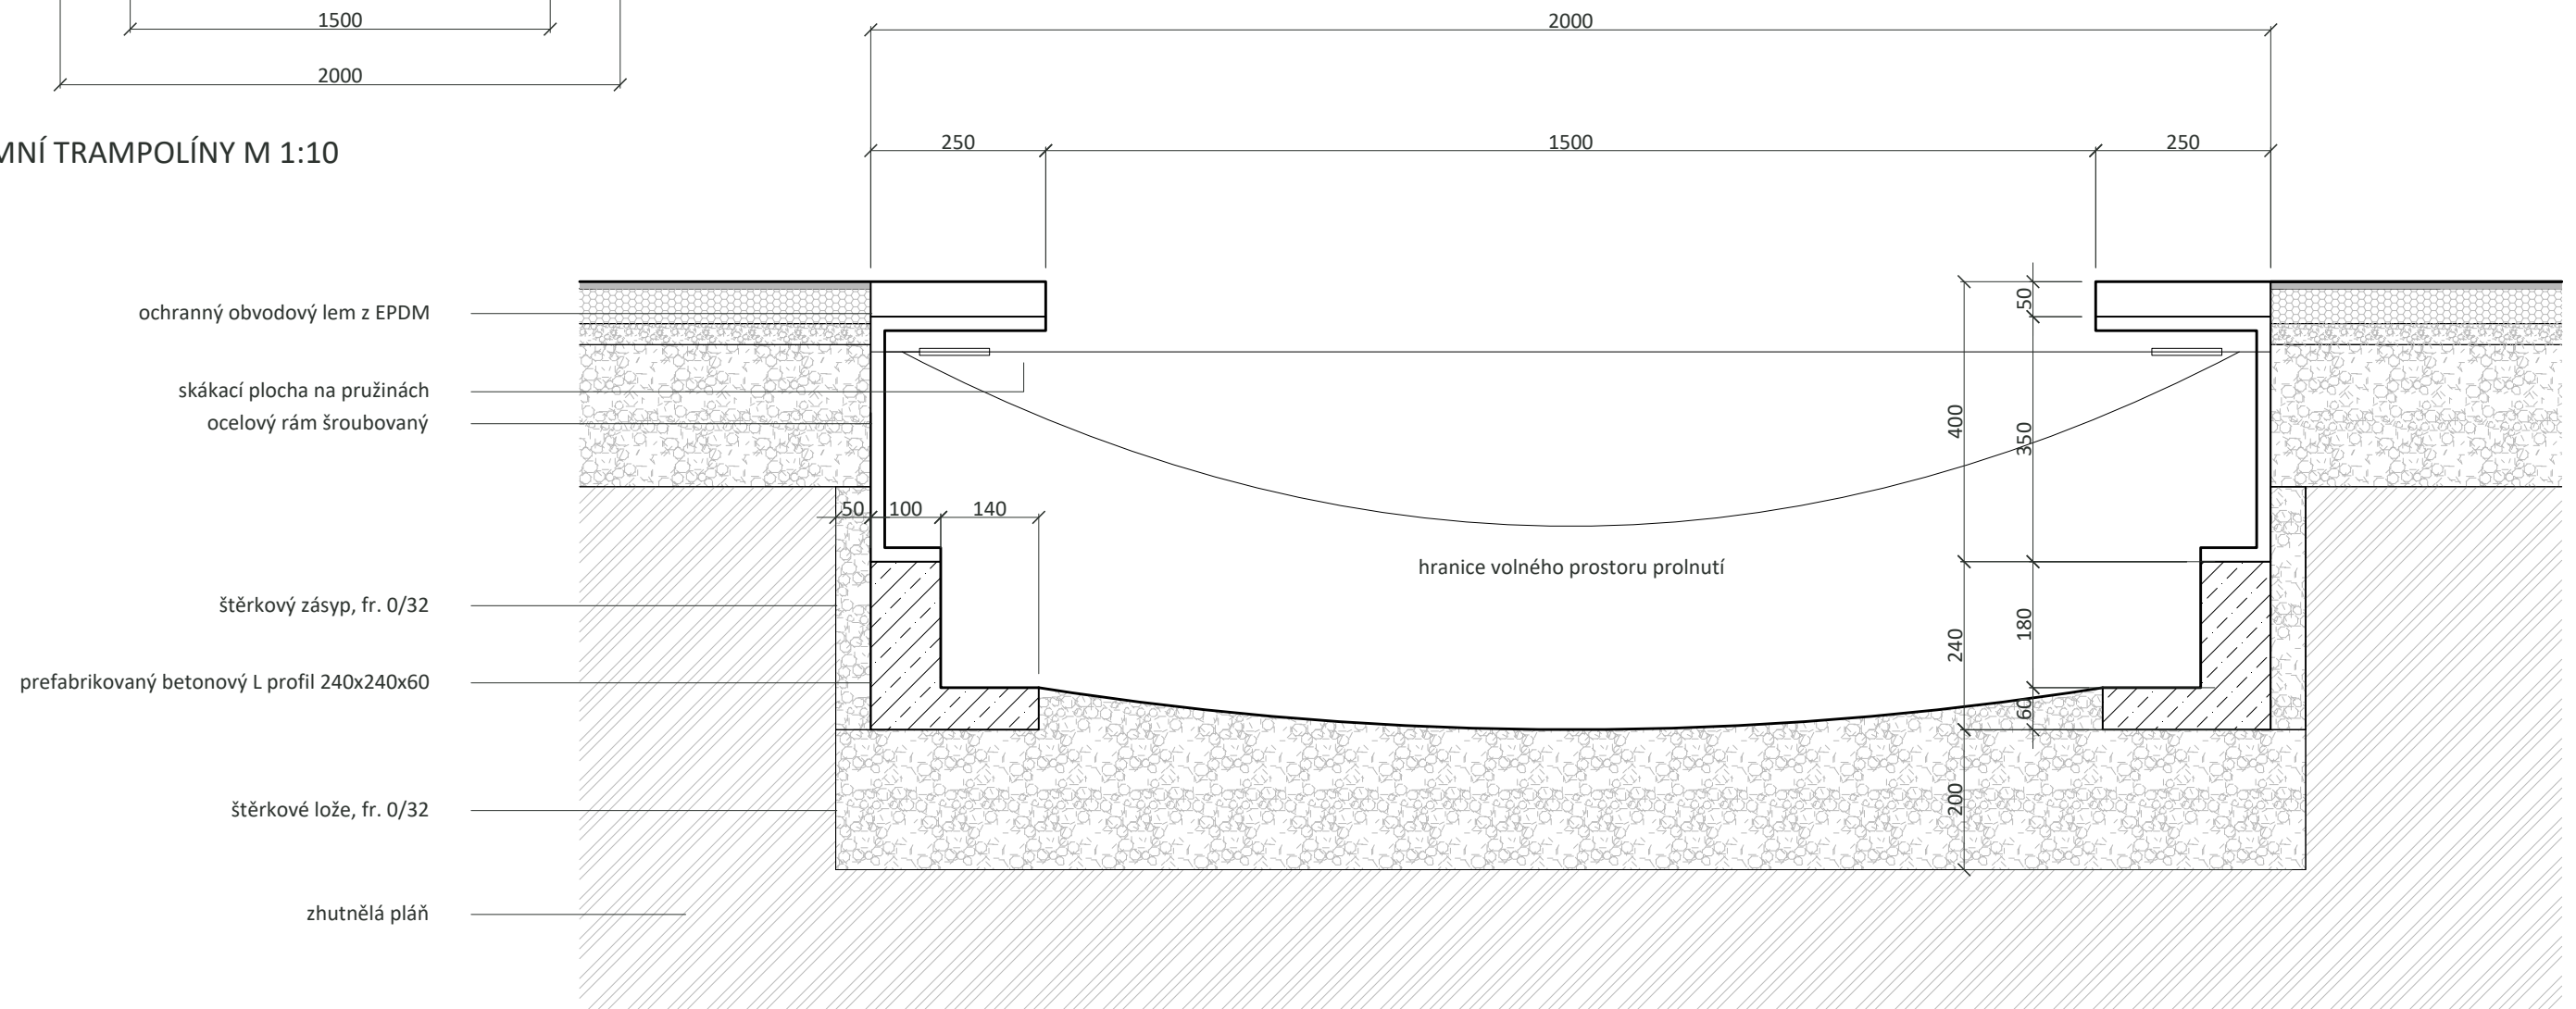 1500
2000
2000
MNÍ TRAMPOLÍNY M 1:10
250
1500
250
ochranný obvodový lem z EPDM
50
skákací plocha na pružinách
ocelový rám šroubovaný
400
350
50
100
140
hranice volného prostoru prolnutí
štěrkový zásyp, fr. 0/32
240
180
prefabrikovaný betonový L profil 240x240x60
60
štěrkové lože, fr. 0/32
200
zhutnělá pláň